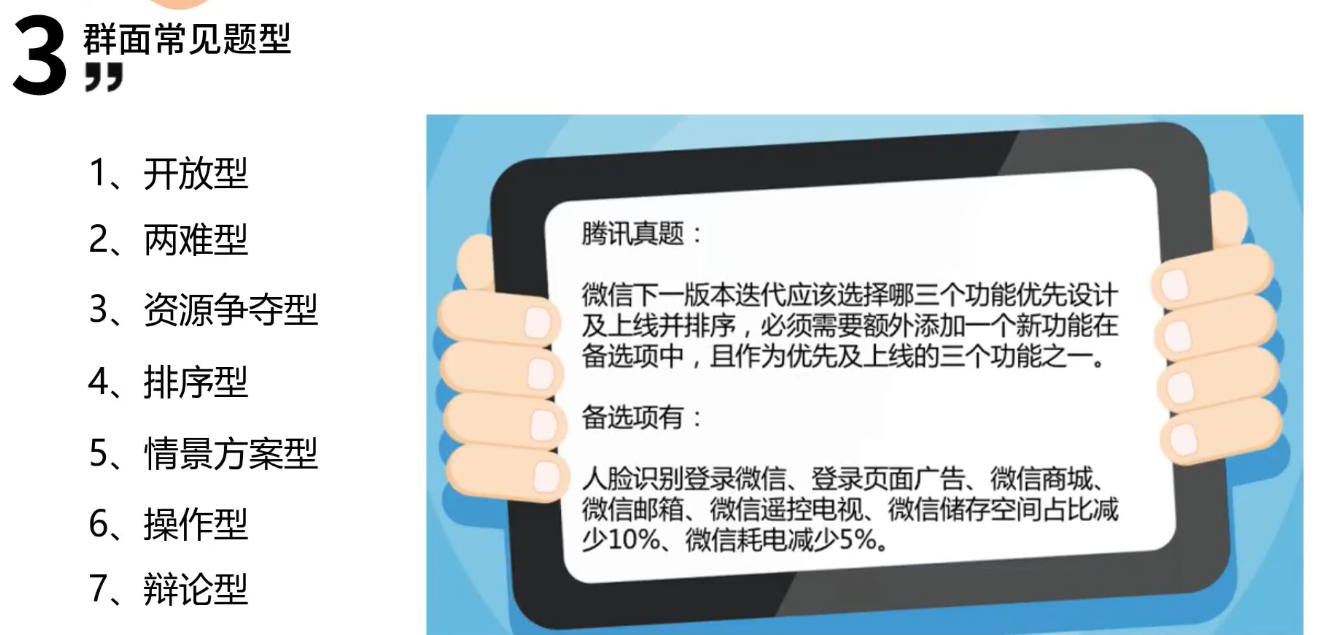 3 群面常见题型
”
1、开放型
2、两难型
3、资源争夺型
4、排序型
5、情景方案型
6、操作型
7、辩论型
腾讯真题：
微信下一版本迭代应该选择哪三个功能优先设计
及上线并排序，必须需要额外添加一个新功能在
备选项中，且作为优先及上线的三个功能之一。
备选项有：
人脸识别登录微信、登录页面广告、微信商城、
微信邮箱、微信遥控电视、微信储存空间占比减
少10%、微信耗电减少5%。